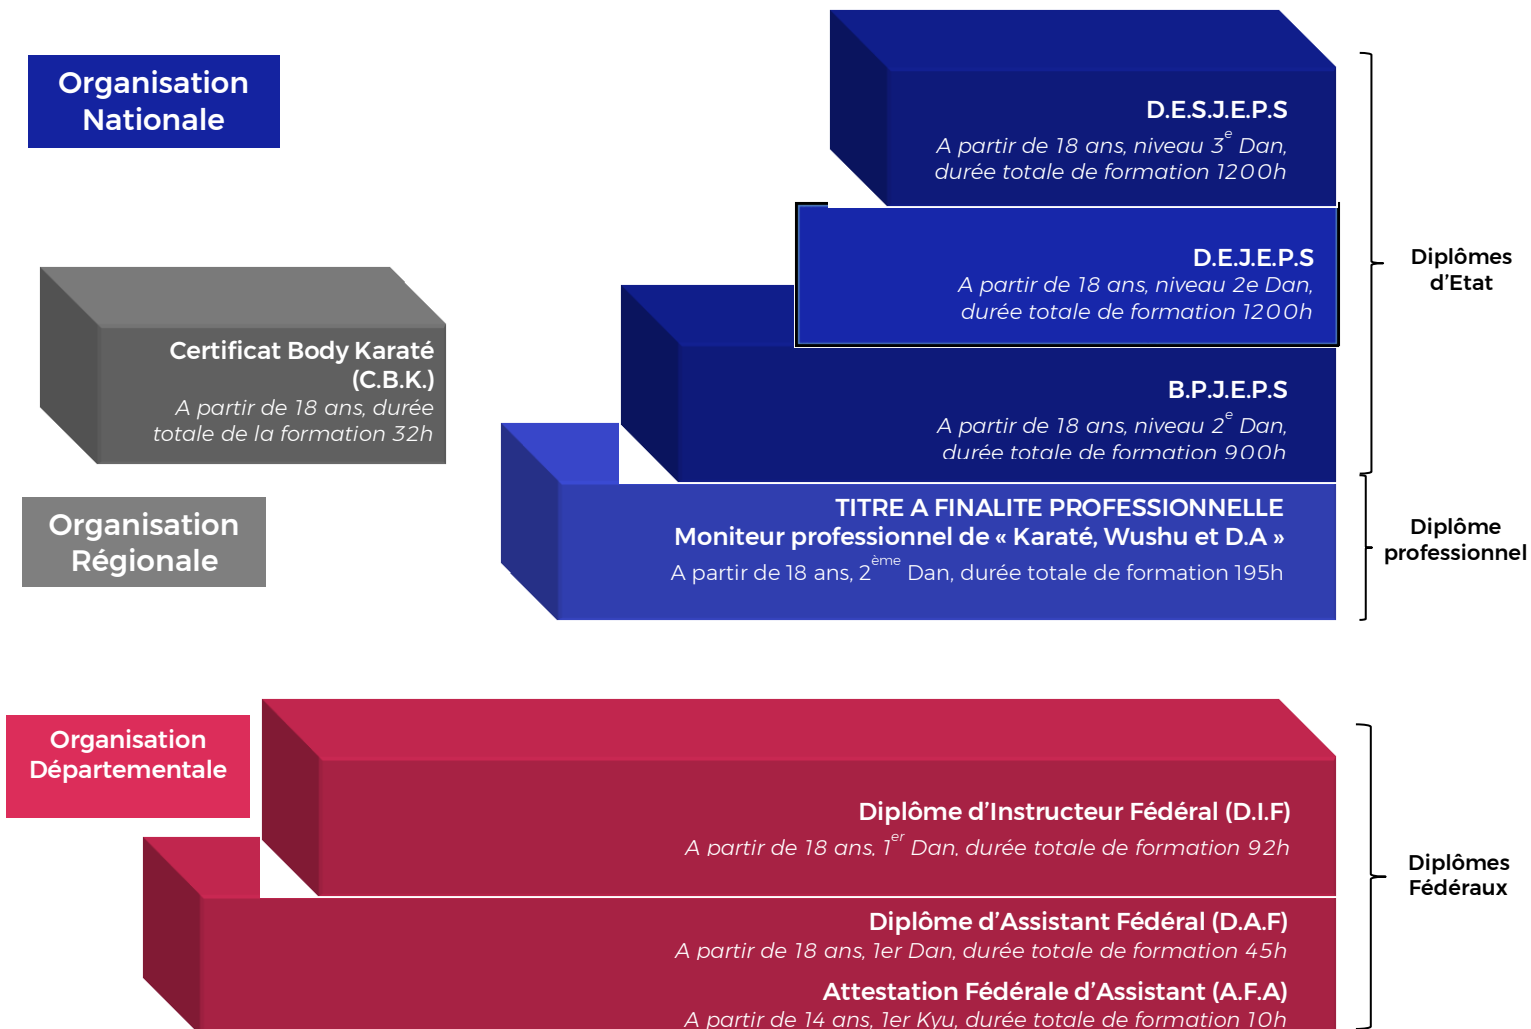 Organisation
Nationale
D.E.S.J.E.P.S
A partir de 18 ans, niveau 3e Dan,
durée totale de formation 1200h
D.E.J.E.P.S
A partir de 18 ans, niveau 2e Dan,
durée totale de formation 1200h
Diplômes
d’Etat
Certificat Body Karaté
(C.B.K.)
A partir de 18 ans, durée
totale de la formation 32h
B.P.J.E.P.S
A partir de 18 ans, niveau 2e Dan,
durée totale de formation 900h
Organisation
Régionale
TITRE A FINALITE PROFESSIONNELLE
Moniteur professionnel de « Karaté, Wushu et D.A »
A partir de 18 ans, 2ème Dan, durée totale de formation 195h
Diplôme
professionnel
Organisation
Départementale
Diplôme d’Instructeur Fédéral (D.I.F)
A partir de 18 ans, 1er Dan, durée totale de formation 92h
Diplômes
Fédéraux
Diplôme d’Assistant Fédéral (D.A.F)
A partir de 18 ans, 1er Dan, durée totale de formation 45h
Attestation Fédérale d’Assistant (A.F.A)
A partir de 14 ans, 1er Kyu, durée totale de formation 10h